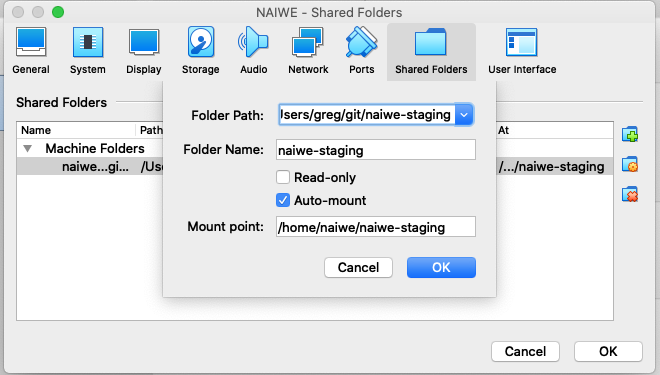 NAIWE - Shared Folders
General System Display Storage Audio Network Ports Shared Folders User Interface
Shared Folders
Folder Path: Users/greg/git/naiwe-staging
Name Path At
Folder Name: naiwe-staging
Machine Folders
naiwe...gi... /Use /.../naiwe-staging
Read-only
Auto-mount
Mount point: /home/naiwe/naiwe-staging
Cancel OK
Cancel OK